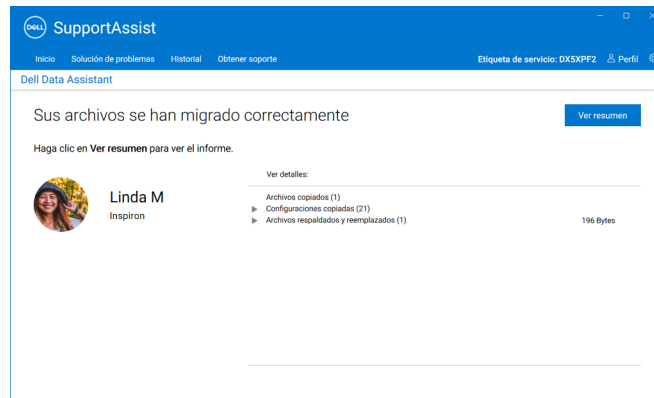 DELL SupportAssist
Inicio Solución de problemas Historial Obtener soporte Etiqueta de servicio: DX5XPF2 Perfil
Dell Data Assistant
Sus archivos se han migrado correctamente
Ver resumen
Haga clic en Ver resumen para ver el informe.
Ver detalles:
Linda M
Inspiron
Archivos copiados (1)
Configuraciones copiadas (21)
Archivos respaldados y reemplazados (1) 196 Bytes